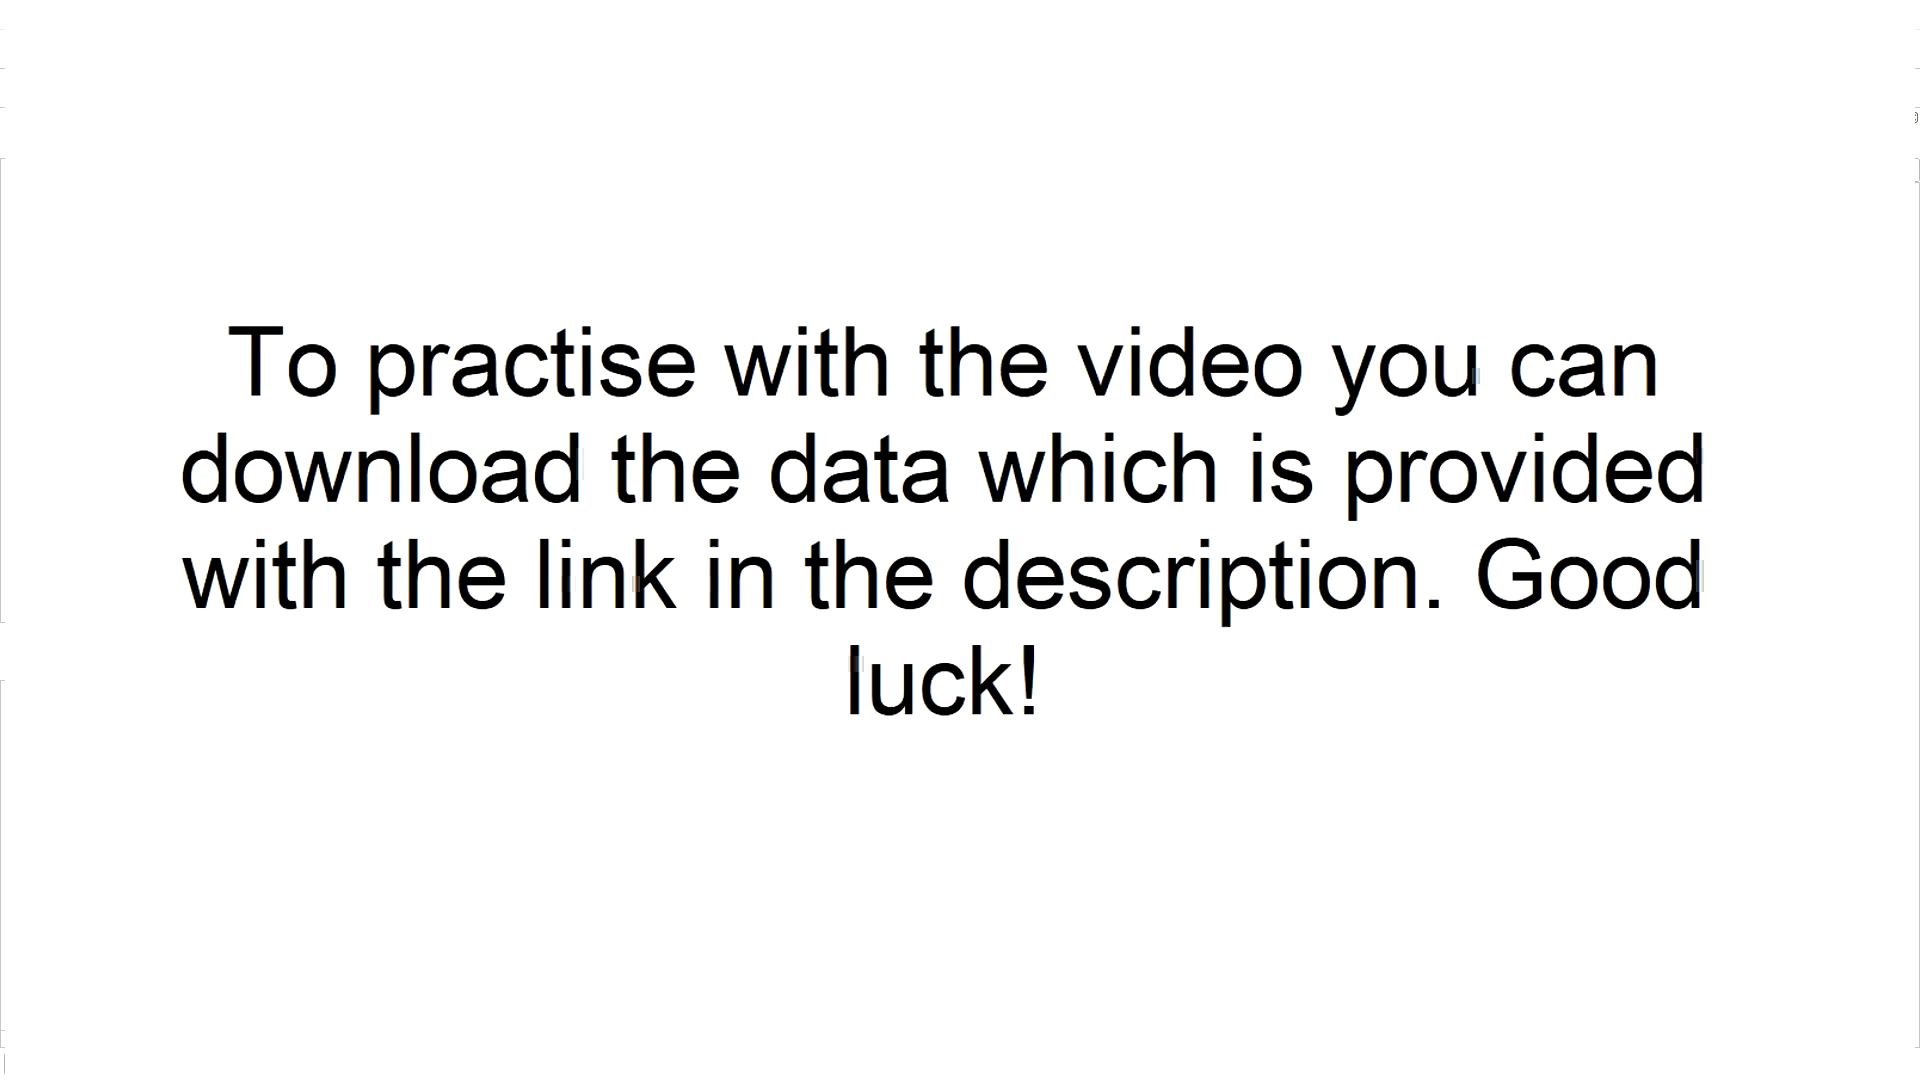 To practise with the video you can
download the data which is provided
with the link in the description. Good
luck!